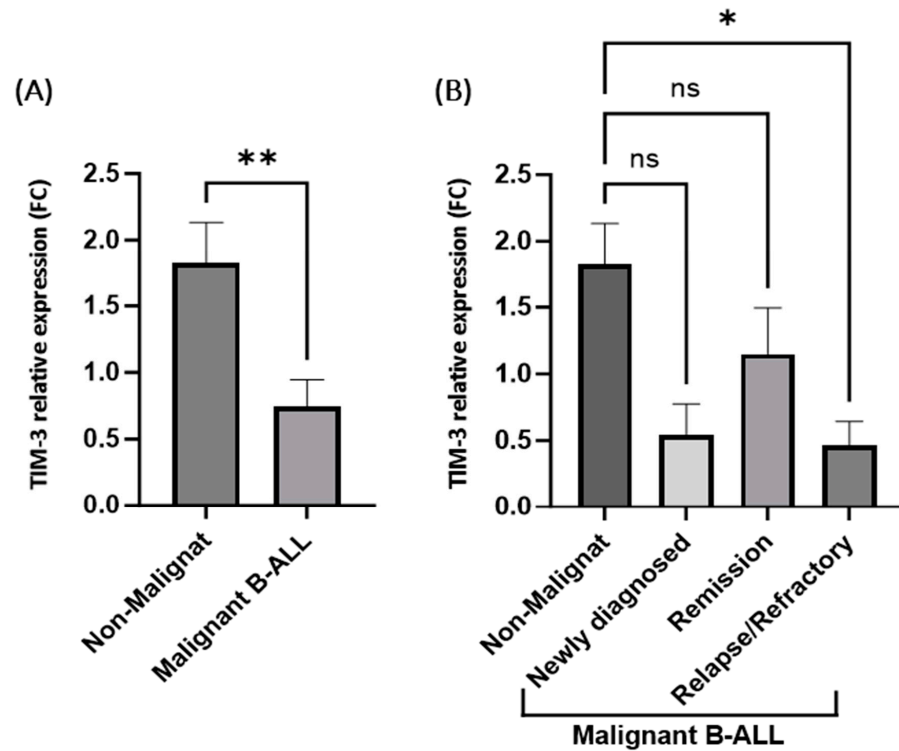 (A)
**
TIM-3 relative expression (FC)
2.5
2.0
1.5
1.0
0.5
0.0
Non-Malignat
Malignant B-ALL
(B)
*
ns
ns
TIM-3 relative expression (FC)
2.5
2.0
1.5
1.0
0.5
0.0
Non-Malignat
Newly diagnosed
Remission
Relapse/Refractory
Malignant B-ALL